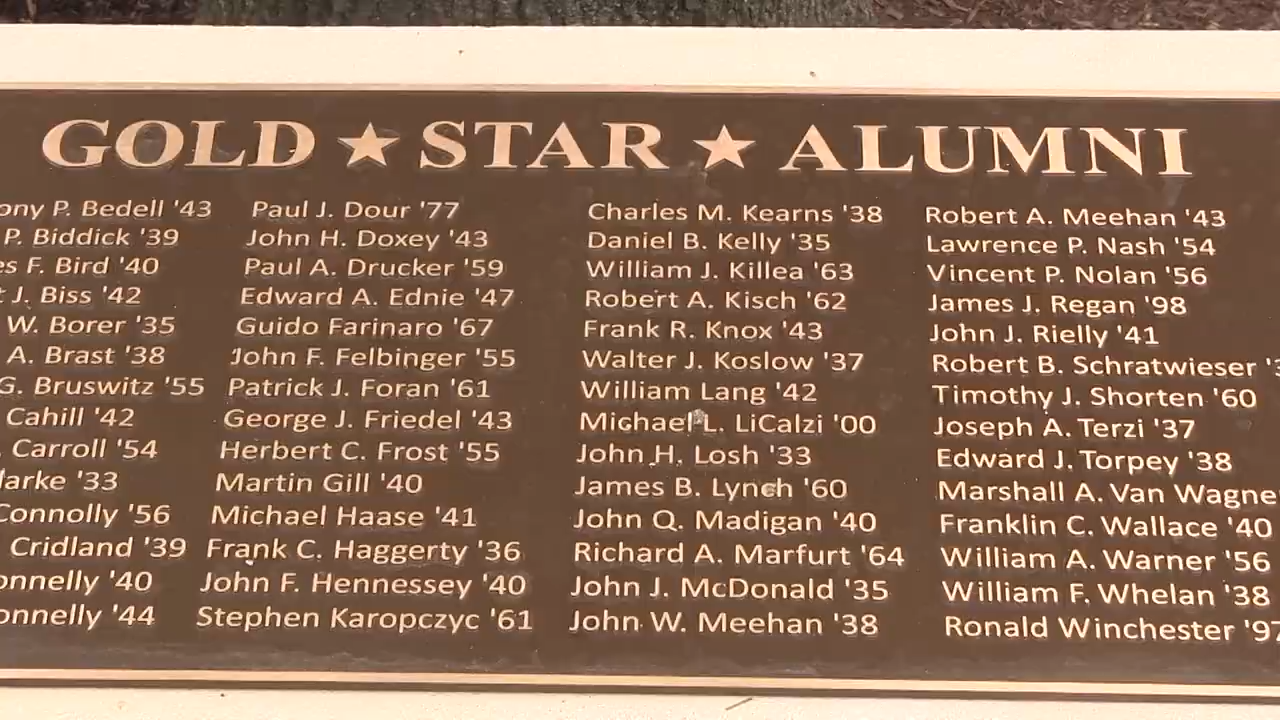 GOLD ★ STAR ★ ALUMNI
P. Bedell '43
P. Biddick '39
F. Bird '40
J. Biss '42
W. Borer '35
A. Brast '38
G. Bruswitz '55
Cahill '42
Carroll '54
'33
Connolly '56
Cridland '39
'40
'44
Paul J. Dour '77
John H. Doxey '43
Paul A. Drucker '59
Edward A. Ednie '47
Guido Farinaro '67
John F. Felbinger '55
Patrick J. Foran '61
George J. Friedel '43
Herbert C. Frost '55
Martin Gill '40
Michael Haase '41
Frank C. Haggerty '36
John F. Hennessey '40
Stephen Karopczyc '61
Charles M. Kearns '38
Daniel B. Kelly '35
William J. Killea '63
Robert A. Kisch '62
Frank R. Knox '43
Walter J. Koslow '37
William Lang '42
Michael L. LiCalzi '00
John H. Losh '33
James B. Lynch '60
John Q. Madigan '40
Richard A. Marfurt '64
John J. McDonald '35
John W. Meehan '38
Robert A. Meehan '43
Lawrence P. Nash '54
Vincent P. Nolan '56
James J. Regan '98
John J. Rielly '41
Robert B. Schratwieser
Timothy J. Shorten '60
Joseph A. Terzi '37
Edward J. Torpey '38
Marshall A. Van
Franklin C. Wallace '40
William A. Warner '56
William F. Whelan '38
Ronald Winchester '97